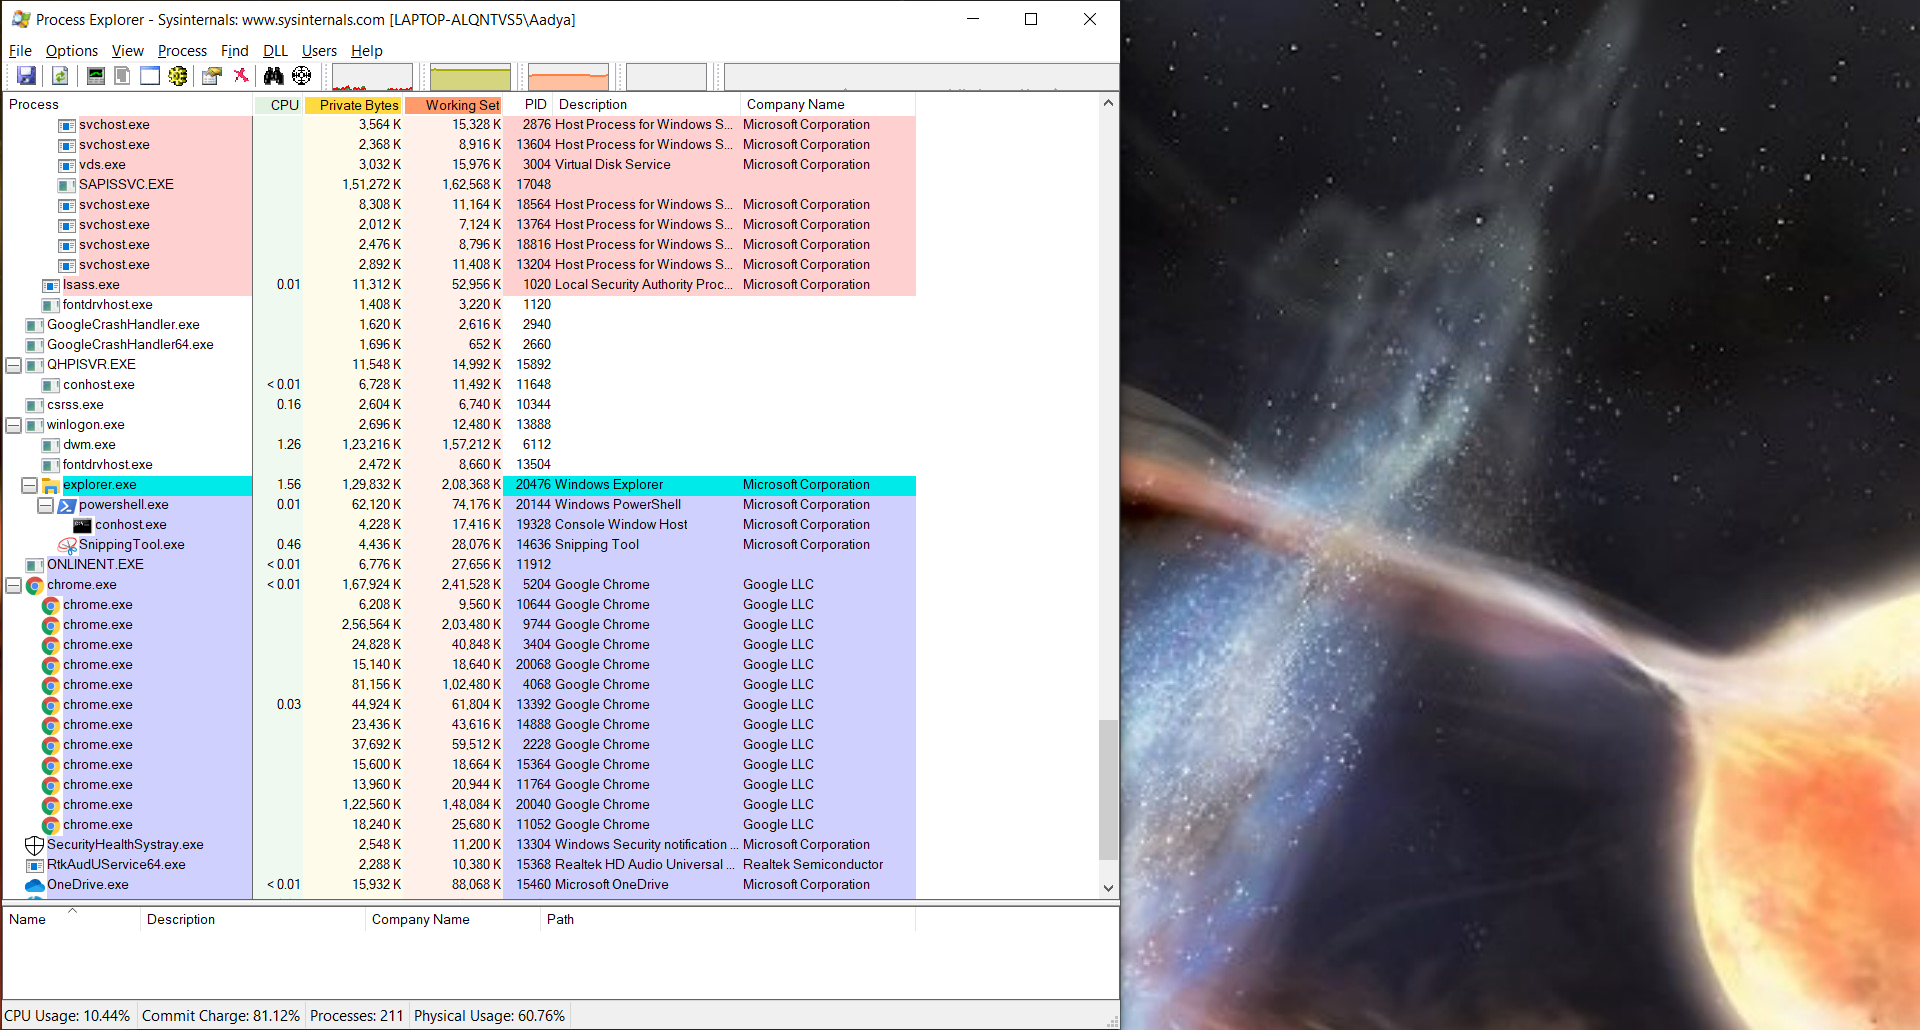 Process Explorer - Sysinternals: www.sysinternals.com [LAPTOP-ALQNTVS5\Aadya]
File Options View Process Find DLL Users Help
Process CPU Private Bytes Working Set PID Description Company Name
svchost.exe 3,564 K 15,328 K 2876 Host Process for Windows S... Microsoft Corporation
svchost.exe 2,368 K 8,916 K 13604 Host Process for Windows S... Microsoft Corporation
vds.exe 3,032 K 15,976 K 3004 Virtual Disk Service Microsoft Corporation
SAPISSVC.EXE 1,51,272 K 1,62,568 K 17048
svchost.exe 8,308 K 11,164 K 18564 Host Process for Windows S... Microsoft Corporation
svchost.exe 2,012 K 7,124 K 13764 Host Process for Windows S... Microsoft Corporation
svchost.exe 2,476 K 8,796 K 18816 Host Process for Windows S... Microsoft Corporation
svchost.exe 2,892 K 11,408 K 13204 Host Process for Windows S... Microsoft Corporation
lsass.exe 0.01 11,312 K 52,956 K 1020 Local Security Authority Proc... Microsoft Corporation
fontdrvhost.exe 1,408 K 3,220 K 1120
GoogleCrashHandler.exe 1,620 K 2,616 K 2940
GoogleCrashHandler64.exe 1,696 K 652 K 2660
QHPISVR.EXE 11,548 K 14,992 K 15892
conhost.exe < 0.01 6,728 K 11,492 K 11648
csrss.exe 0.16 2,604 K 6,740 K 10344
winlogon.exe 2,696 K 12,480 K 13888
dwm.exe 1.26 1,23,216 K 1,57,212 K 6112
fontdrvhost.exe 2,472 K 8,660 K 13504
explorer.exe 1.56 1,29,832 K 2,08,368 K 20476 Windows Explorer Microsoft Corporation
powershell.exe 0.01 62,120 K 74,176 K 20144 Windows PowerShell Microsoft Corporation
conhost.exe 4,228 K 17,416 K 19328 Console Window Host Microsoft Corporation
SnippingTool.exe 0.46 4,436 K 28,076 K 14636 Snipping Tool Microsoft Corporation
ONLINENT.EXE < 0.01 6,776 K 27,656 K 11912
chrome.exe < 0.01 1,67,924 K 2,41,528 K 5204 Google Chrome Google LLC
chrome.exe 6,208 K 9,560 K 10644 Google Chrome Google LLC
chrome.exe 2,56,564 K 2,03,480 K 9744 Google Chrome Google LLC
chrome.exe 24,828 K 40,848 K 3404 Google Chrome Google LLC
chrome.exe 15,140 K 18,640 K 20068 Google Chrome Google LLC
chrome.exe 81,156 K 1,02,480 K 4068 Google Chrome Google LLC
chrome.exe 0.03 44,924 K 61,804 K 13392 Google Chrome Google LLC
chrome.exe 23,436 K 43,616 K 14888 Google Chrome Google LLC
chrome.exe 37,692 K 59,512 K 2228 Google Chrome Google LLC
chrome.exe 15,600 K 18,664 K 15364 Google Chrome Google LLC
chrome.exe 13,960 K 20,944 K 11764 Google Chrome Google LLC
chrome.exe 1,22,560 K 1,48,084 K 20040 Google Chrome Google LLC
chrome.exe 18,240 K 25,680 K 11052 Google Chrome Google LLC
SecurityHealthSystray.exe 2,548 K 11,200 K 13304 Windows Security notification ... Microsoft Corporation
RtkAudUService64.exe 2,288 K 10,380 K 15368 Realtek HD Audio Universal ... Realtek Semiconductor
OneDrive.exe < 0.01 15,932 K 88,068 K 15460 Microsoft OneDrive Microsoft Corporation
Name Description Company Name Path
CPU Usage: 10.44% Commit Charge: 81.12% Processes: 211 Physical Usage: 60.76%